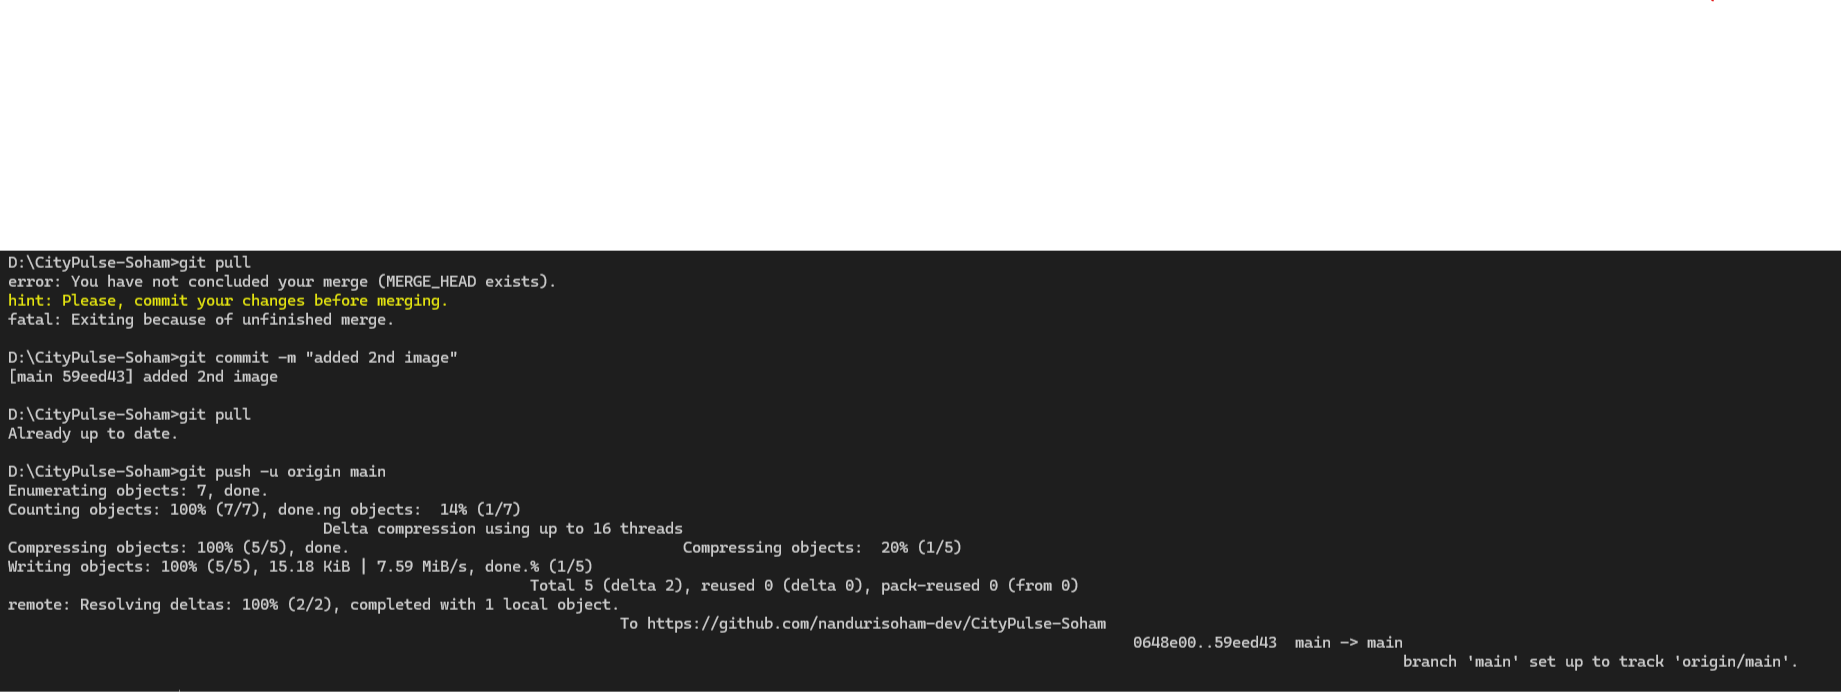 D:\CityPulse-Soham>git pull
error: You have not concluded your merge (MERGE_HEAD exists).
hint: Please, commit your changes before merging.
fatal: Exiting because of unfinished merge.
D:\CityPulse-Soham>git commit -m "added 2nd image"
[main 59eed43] added 2nd image
D:\CityPulse-Soham>git pull
Already up to date.
D:\CityPulse-Soham>git push -u origin main
Enumerating objects: 7, done.
Counting objects: 100% (7/7), done.ng objects:  14% (1/7)
Delta compression using up to 16 threads
Compressing objects: 100% (5/5), done. Compressing objects:  20% (1/5)
Writing objects: 100% (5/5), 15.18 KiB | 7.59 MiB/s, done.% (1/5)
Total 5 (delta 2), reused 0 (delta 0), pack-reused 0 (from 0)
remote: Resolving deltas: 100% (2/2), completed with 1 local object.
To https://github.com/nandurisoham-dev/CityPulse-Soham
0648e00..59eed43  main -> main
branch 'main' set up to track 'origin/main'.